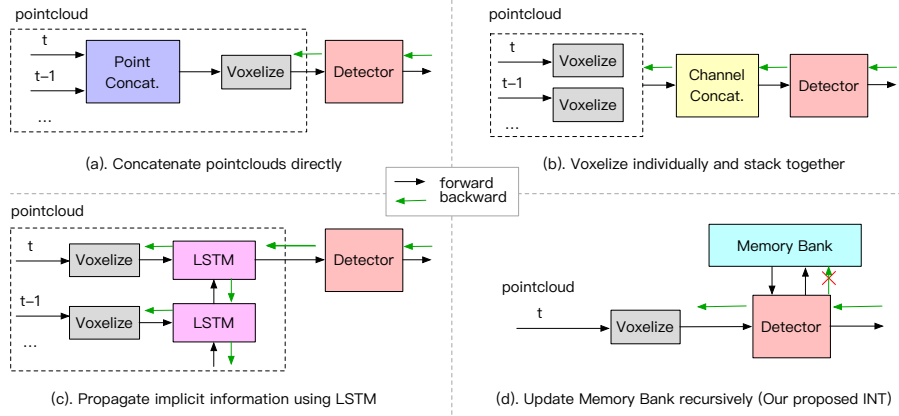 pointcloud
t
t-1
...
Point
Concat.
Voxelize
Detector
(a). Concatenate pointclouds directly
pointcloud
t
t-1
...
Voxelize
Voxelize
Channel
Concat.
Detector
(b). Voxelize individually and stack together
forward
backward
pointcloud
t
t-1
...
Voxelize
LSTM
Detector
Voxelize
LSTM
(c). Propagate implicit information using LSTM
Memory Bank
pointcloud
t
Voxelize
Detector
(d). Update Memory Bank recursively (Our proposed INT)